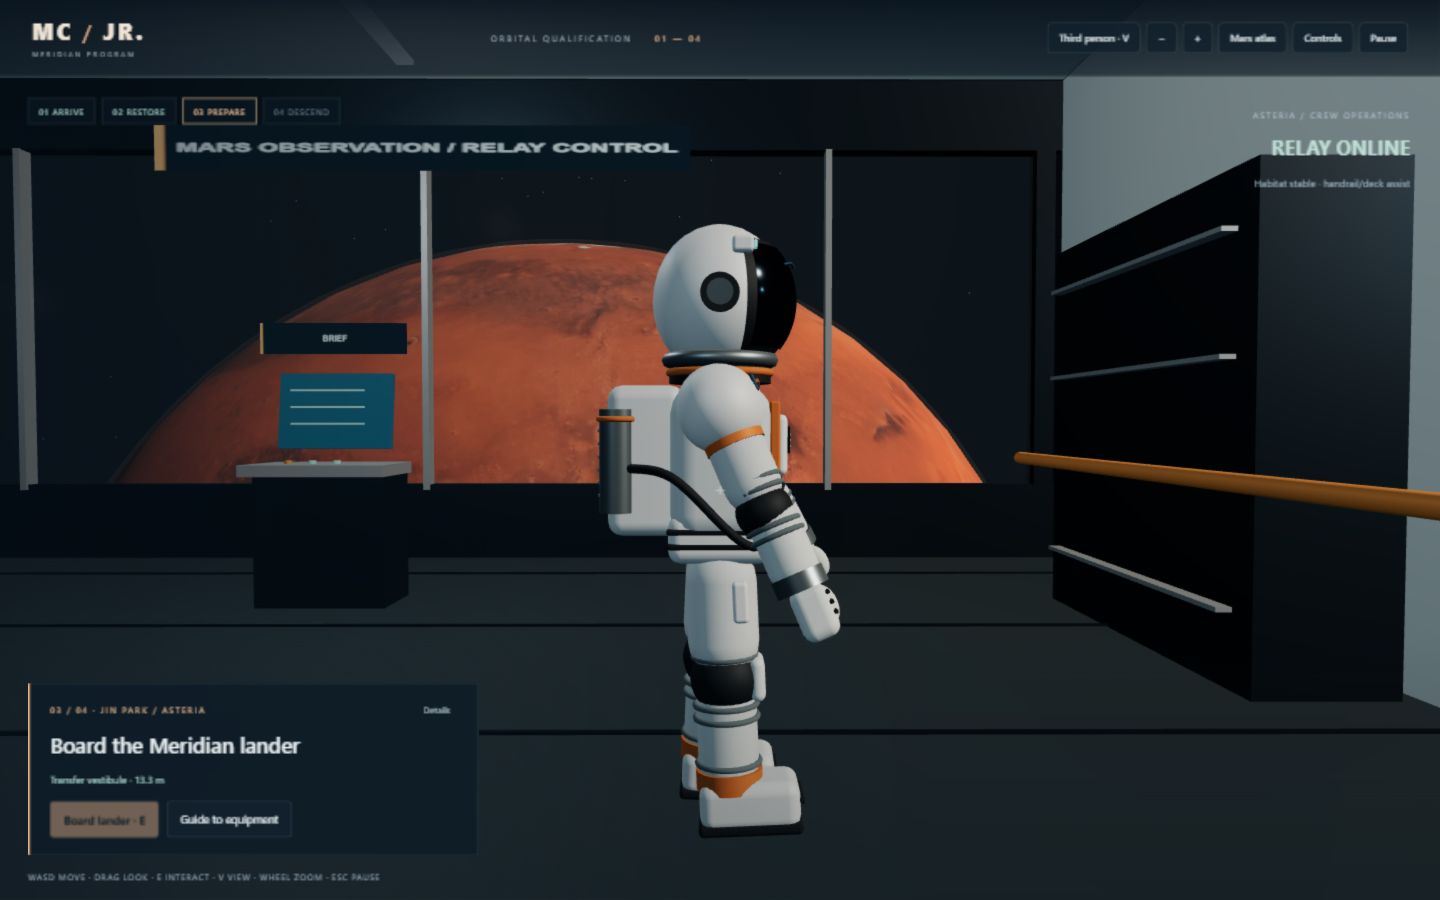 MC / JR.
MERIDIAN PROGRAM
ORBITAL QUALIFICATION 01 — 04
Third person · V
−
+
Mars atlas
Controls
Pause
01 ARRIVE
02 RESTORE
03 PREPARE
04 DESCEND
ASTERIA / CREW OPERATIONS
RELAY ONLINE
Habitat stable · handrail/deck assist
MARS OBSERVATION / RELAY CONTROL
BRIEF
03 / 04 · JIN PARK / ASTERIA
Details
Board the Meridian lander
Transfer vestibule · 13.3 m
Board lander · E
Guide to equipment
WASD MOVE · DRAG LOOK · E INTERACT · V VIEW · WHEEL ZOOM · ESC PAUSE